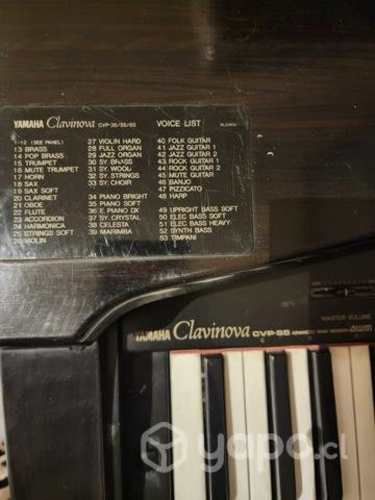 YAMAHA Clavinova CVP-35/55/65 VOICE LIST
1-12 (SEE PANEL)
13 BRASS
14 POP BRASS
15 TRUMPET
16 MUTE TRUMPET
17 HORN
18 SAX
19 SAX SOFT
20 CLARINET
21 OBOE
22 FLUTE
23 ACCORDION
24 HARMONICA
25 STRINGS SOFT
26 VIOLIN
27 VIOLIN HARD
28 FULL ORGAN
29 JAZZ ORGAN
30 SY. BRASS
31 SY. WOOD
32 SY. STRINGS
33 SY. CHOIR
34 PIANO BRIGHT
35 PIANO SOFT
36 E.PIANO DX
37 SY. CRYSTAL
38 CELESTA
39 MARIMBA
40 FOLK GUITAR
41 JAZZ GUITAR 1
42 JAZZ GUITAR 2
43 ROCK GUITAR 1
44 ROCK GUITAR 2
45 MUTE GUITAR
46 BANJO
47 PIZZICATO
48 HARP
49 UPRIGHT BASS SOFT
50 ELEC BASS SOFT
51 ELEC BASS HEAVY
52 SYNTH BASS
53 TIMPANI
MASTER VOLUME
YAMAHA Clavinova CVP-55
yapo.cl